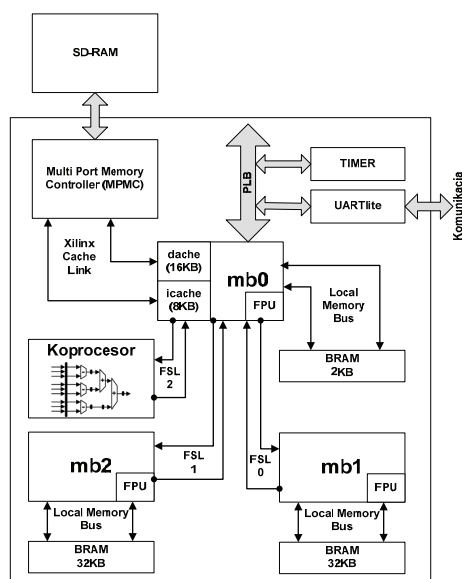 SD-RAM
Multi Port Memory
Controller (MPMC)
PLB
TIMER
UARTlite
Komunikacja
Xilinx
Cache
Link
dache
(16KB)
icache
(8KB)
mb0
FPU
Local
Memory
Bus
BRAM
2KB
Koprocesor
FSL
2
mb2
FPU
FSL
1
FSL
0
mb1
FPU
Local Memory
Bus
BRAM
32KB
Local Memory
Bus
BRAM
32KB